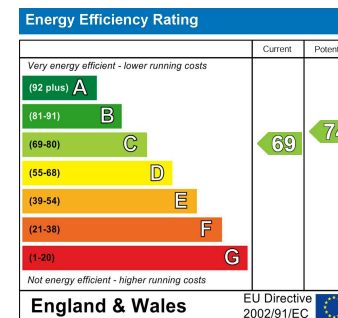 Energy Efficiency Rating
Current Potent
Very energy efficient - lower running costs
(92 plus) A
(81-91) B
(69-80) C
69
74
(55-68) D
(39-54) E
(21-38) F
(1-20) G
Not energy efficient - higher running costs
England & Wales
EU Directive
2002/91/EC